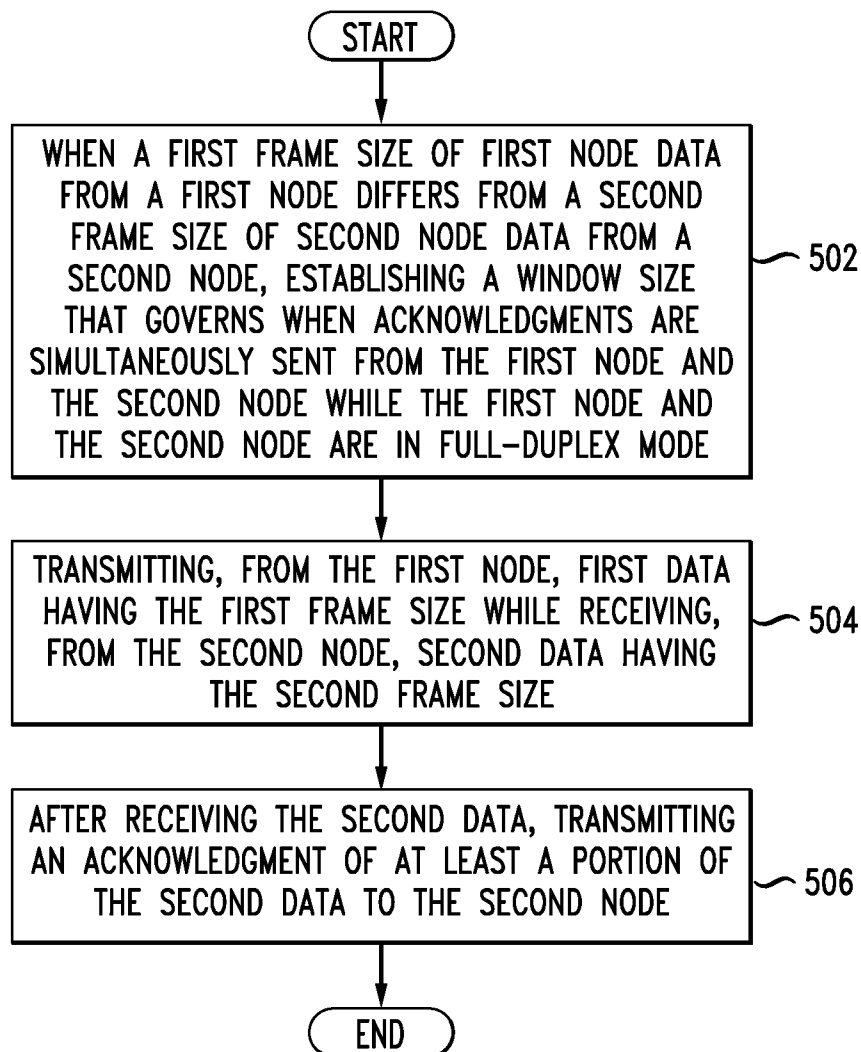 START
WHEN A FIRST FRAME SIZE OF FIRST NODE DATA
FROM A FIRST NODE DIFFERS FROM A SECOND
FRAME SIZE OF SECOND NODE DATA FROM A
SECOND NODE, ESTABLISHING A WINDOW SIZE
THAT GOVERNS WHEN ACKNOWLEDGMENTS ARE
SIMULTANEOUSLY SENT FROM THE FIRST NODE AND
THE SECOND NODE WHILE THE FIRST NODE AND
THE SECOND NODE ARE IN FULL-DUPLEX MODE
502
TRANSMITTING, FROM THE FIRST NODE, FIRST DATA
HAVING THE FIRST FRAME SIZE WHILE RECEIVING,
FROM THE SECOND NODE, SECOND DATA HAVING
THE SECOND FRAME SIZE
504
AFTER RECEIVING THE SECOND DATA, TRANSMITTING
AN ACKNOWLEDGMENT OF AT LEAST A PORTION OF
THE SECOND DATA TO THE SECOND NODE
506
END